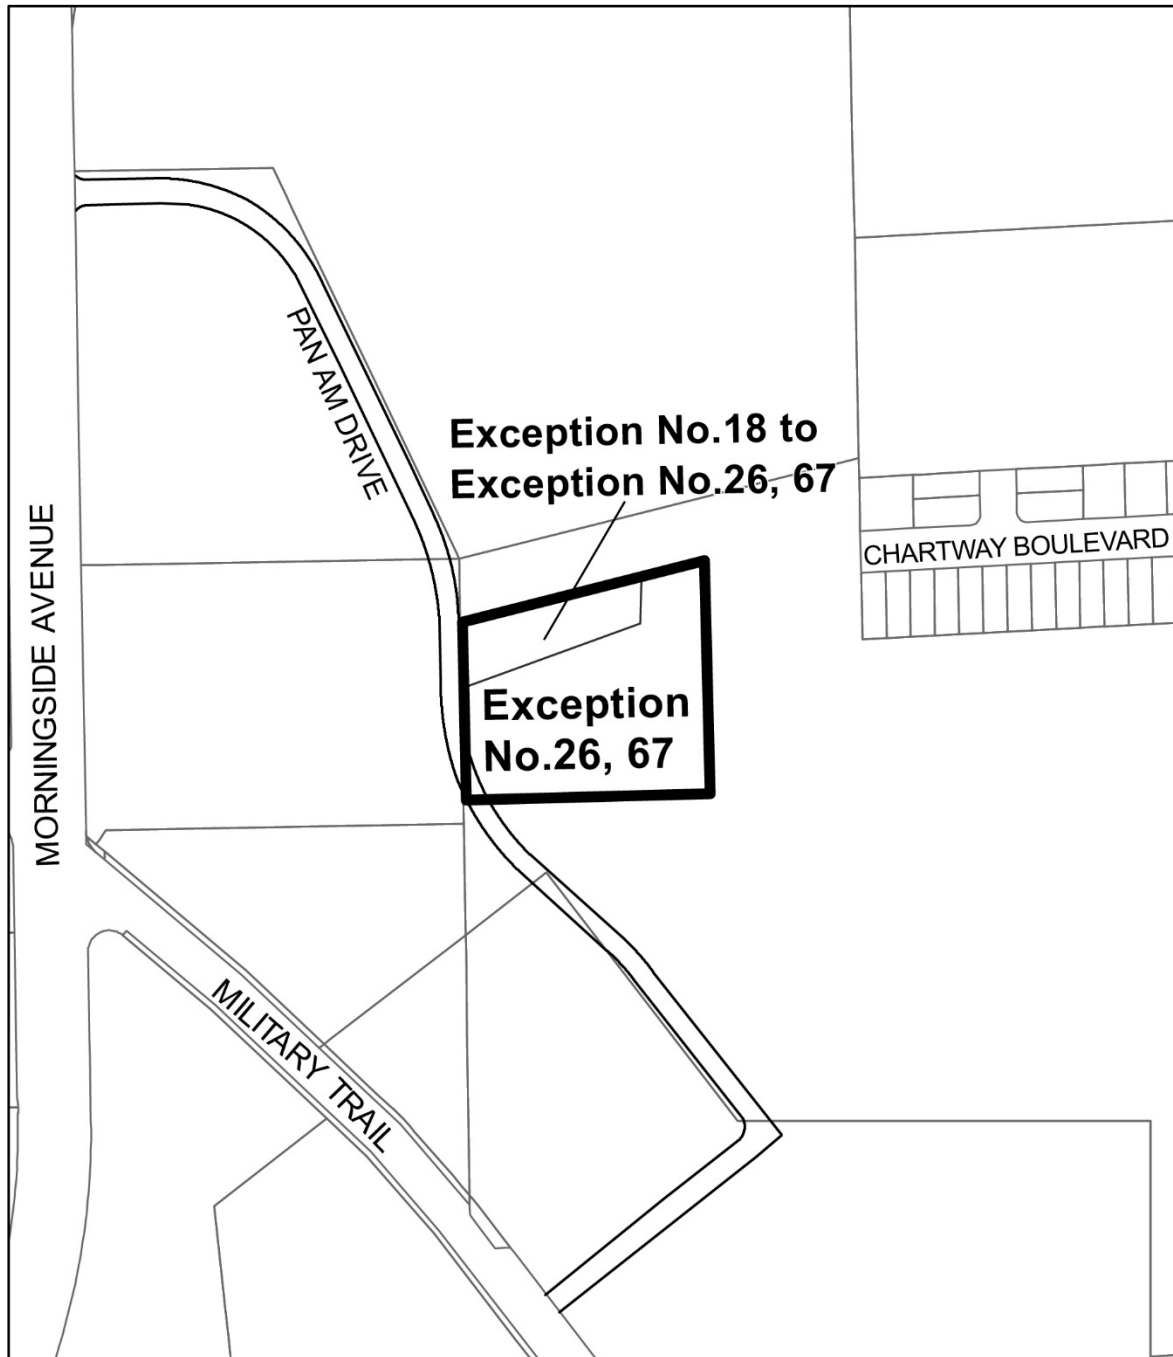 PAN AM DRIVE
Exception No.18 to
Exception No.26, 67
MORNINGSIDE AVENUE
CHARTWAY BOULEVARD
Exception
No.26, 67
MILITARY TRAIL